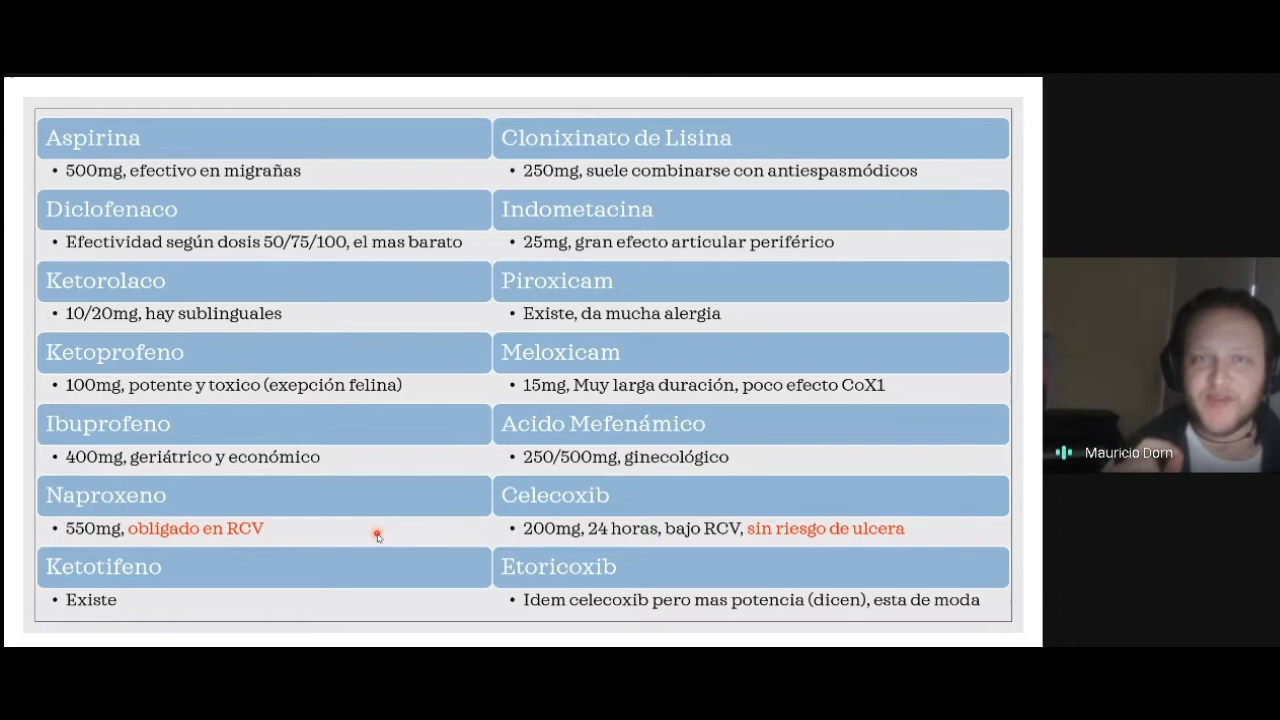 Aspirina
• 500mg, efectivo en migrañas
Diclofenaco
• Efectividad según dosis 50/75/100, el mas barato
Ketorolaco
• 10/20mg, hay sublinguales
Ketoprofeno
• 100mg, potente y toxico (exepción felina)
Ibuprofeno
• 400mg, geriátrico y económico
Naproxeno
• 550mg, obligado en RCV
Ketotifeno
• Existe
Clonixinato de Lisina
• 250mg, suele combinarse con antiespasmódicos
Indometacina
• 25mg, gran efecto articular periférico
Piroxicam
• Existe, da mucha alergia
Meloxicam
• 15mg, Muy larga duración, poco efecto CoX1
Acido Mefenámico
• 250/500mg, ginecológico
Celecoxib
• 200mg, 24 horas, bajo RCV, sin riesgo de ulcera
Etoricoxib
• Idem celecoxib pero mas potencia (dicen), esta de moda
Mauricio Dorn